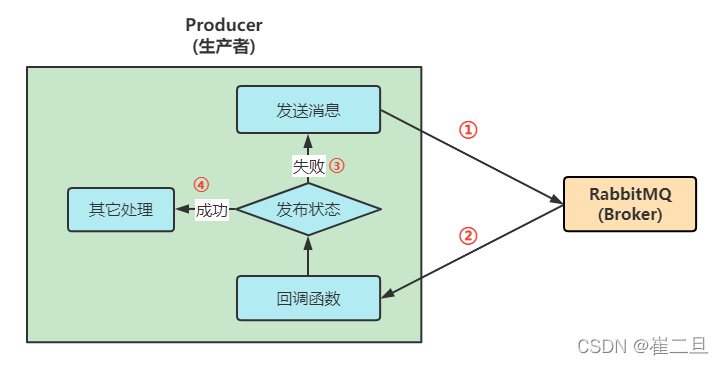 Producer
(生产者)
发送消息
①
失败
③
④
其它处理
成功
发布状态
RabbitMQ
(Broker)
②
回调函数
CSDN @崔二旦